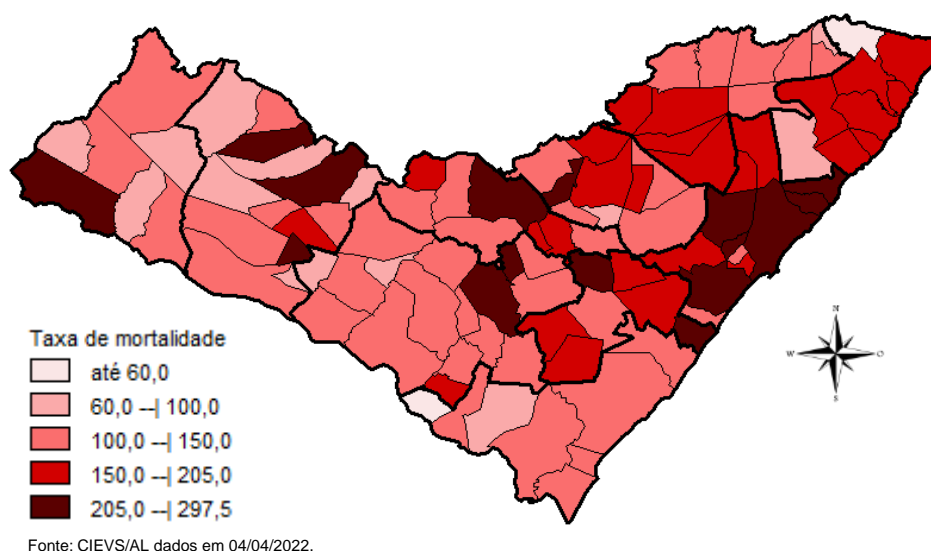 Taxa de mortalidade
até 60,0
60,0 --| 100,0
100,0 --| 150,0
150,0 --| 205,0
205,0 --| 297,5
N
W
O
S
Fonte: CIEVS/AL dados em 04/04/2022.